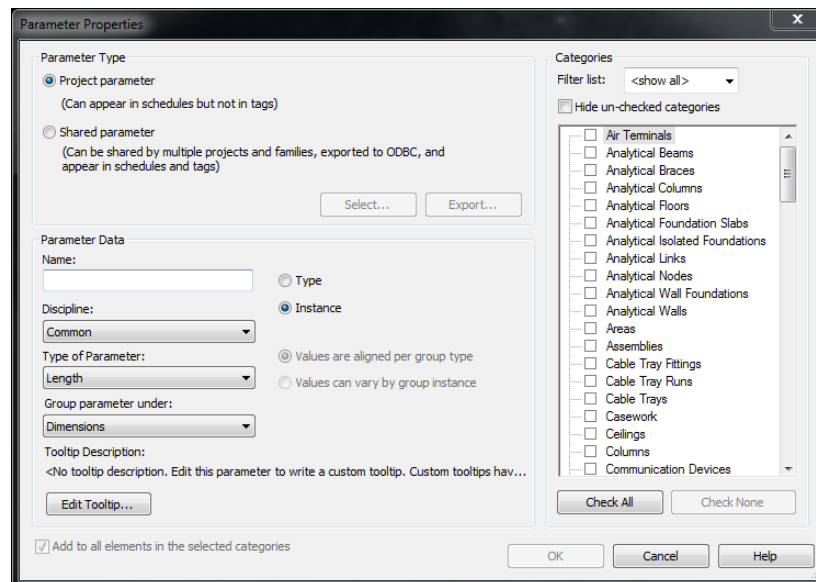 Parameter Properties
Parameter Type
Project parameter
(Can appear in schedules but not in tags)
Shared parameter
(Can be shared by multiple projects and families, exported to ODBC, and
appear in schedules and tags)
Select...
Export...
Parameter Data
Name:
Type
Discipline:
Instance
Common
Type of Parameter:
Values are aligned per group type
Length
Values can vary by group instance
Group parameter under:
Dimensions
Tooltip Description:
<No tooltip description. Edit this parameter to write a custom tooltip. Custom tooltips hav...
Edit Tooltip...
Add to all elements in the selected categories
Categories
Filter list:
<show all>
Hide un-checked categories
Air Terminals
Analytical Beams
Analytical Braces
Analytical Columns
Analytical Floors
Analytical Foundation Slabs
Analytical Isolated Foundations
Analytical Links
Analytical Nodes
Analytical Wall Foundations
Analytical Walls
Areas
Assemblies
Cable Tray Fittings
Cable Tray Runs
Cable Trays
Casework
Ceilings
Columns
Communication Devices
Check All
Check None
OK
Cancel
Help